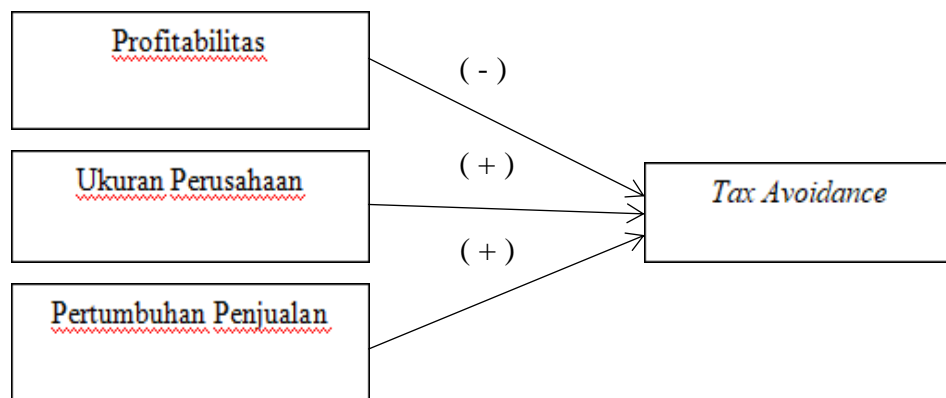 Profitabilitas
( - )
Ukuran Perusahaan
( + )
Tax Avoidance
( + )
Pertumbuhan Penjualan